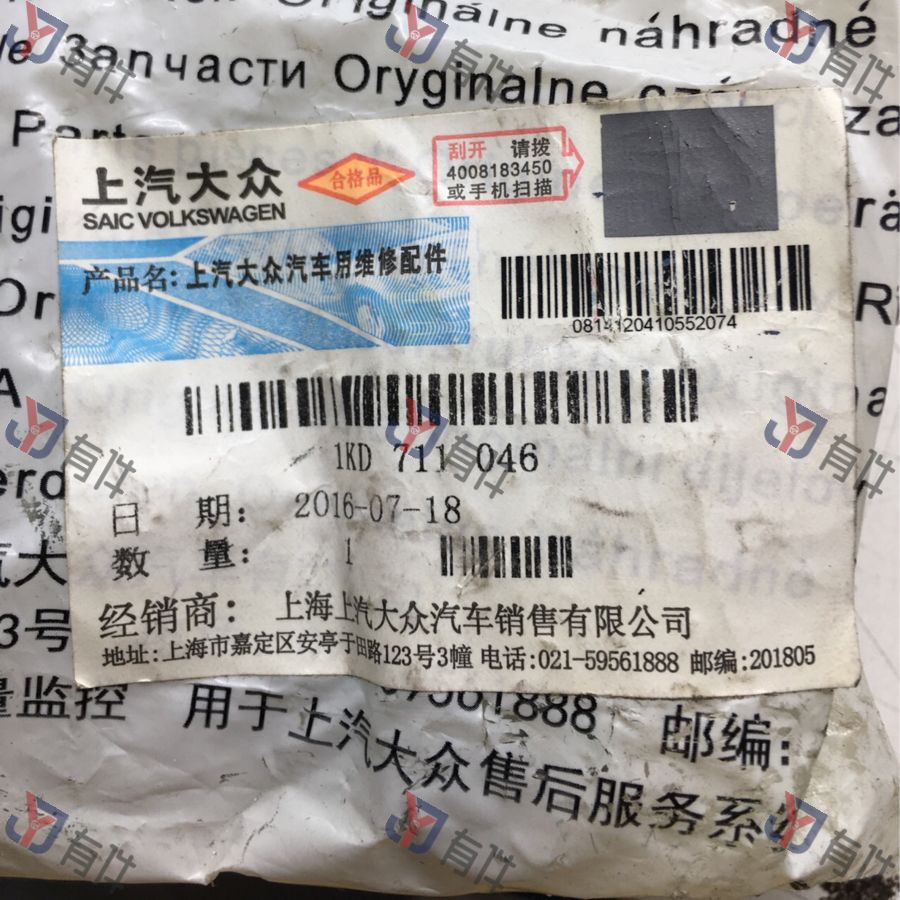 Originálne náhradné
Запчасти Oryginalne
Part
上汽大众
SAIC VOLKSWAGEN
合格品
刮开 请拨
4008183450
或手机扫描
产品名：上汽大众汽车用维修配件
0814120410552074
1KD 711 046
日 期： 2016-07-18
数 量： 1
经销商： 上海上汽大众汽车销售有限公司
地址：上海市嘉定区安亭于田路123号3幢 电话：021-59561888 邮编：201805
汽大
3号
量监控 用于上汽大众售后服务系统
561888 邮编：
有件